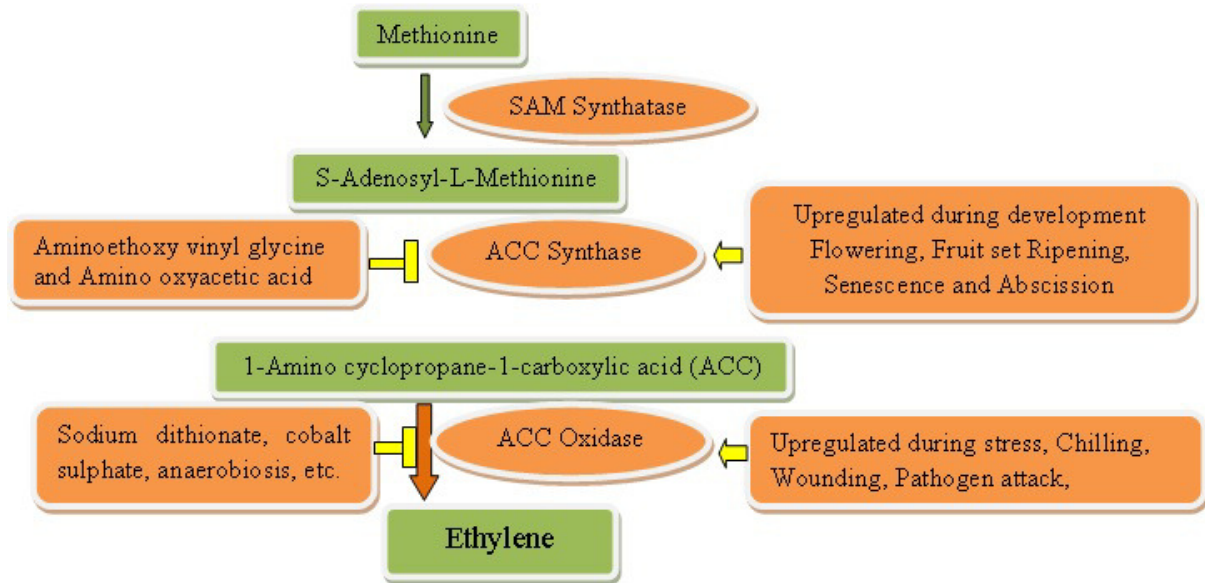 Methionine
SAM Synthatase
S-Adenosyl-L-Methionine
Aminoethoxy vinyl glycine
and Amino oxyacetic acid
ACC Synthase
Upregulated during development
Flowering, Fruit set Ripening,
Senescence and Abscission
1-Amino cyclopropane-1-carboxylic acid (ACC)
Sodium dithionate, cobalt
sulphate, anaerobiosis, etc.
ACC Oxidase
Upregulated during stress, Chilling,
Wounding, Pathogen attack,
Ethylene